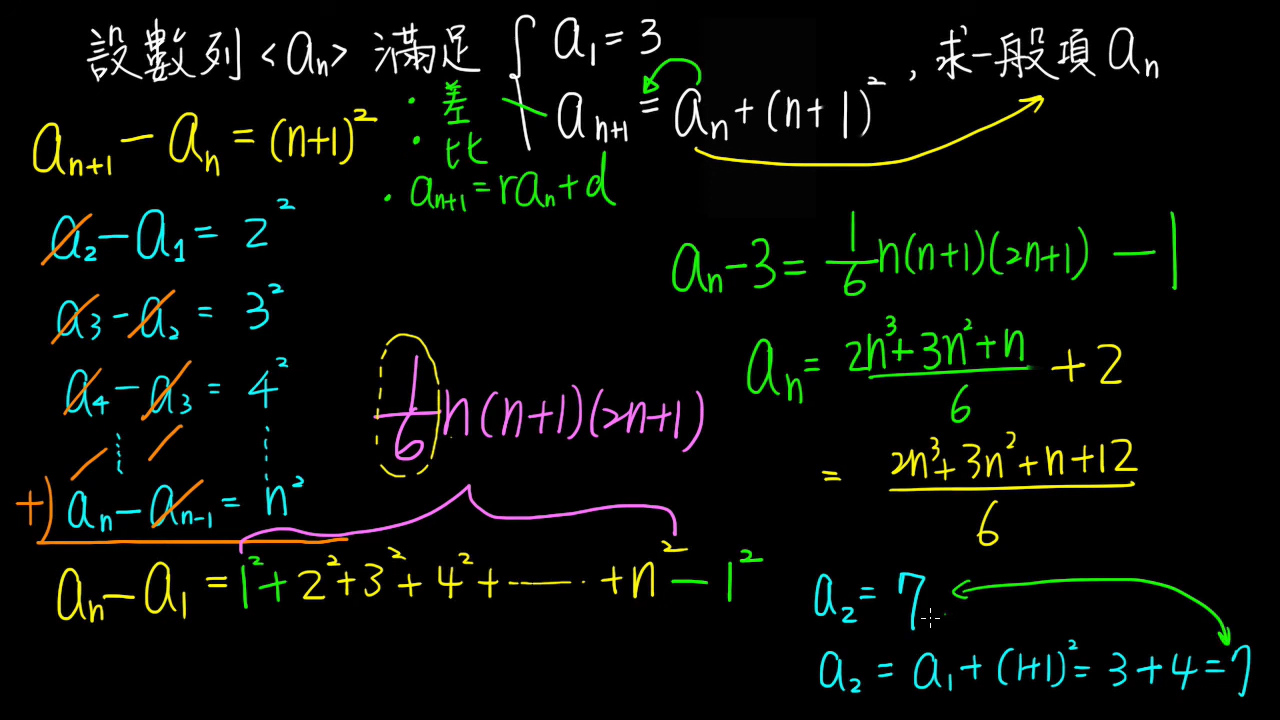 設數列<aₙ> 滿足 { a₁ = 3
aₙ₊₁ = aₙ + (n+1)² , 求一般項 aₙ
· 差
· 比
· aₙ₊₁ = raₙ + d
aₙ₊₁ − aₙ = (n+1)²
a₂ − a₁ = 2²
a₃ − a₂ = 3²
a₄ − a₃ = 4²
⋮ ⋮
+) aₙ − aₙ₋₁ = n²
aₙ − a₁ = 1² + 2² + 3² + 4² + ⋯⋯ + n² − 1²
1/6 n(n+1)(2n+1)
aₙ − 3 = 1/6 n(n+1)(2n+1) − 1
aₙ = (2n³ + 3n² + n)/6 + 2
= (2n³ + 3n² + n + 12)/6
a₂ = 7
a₂ = a₁ + (1+1)² = 3 + 4 = 7